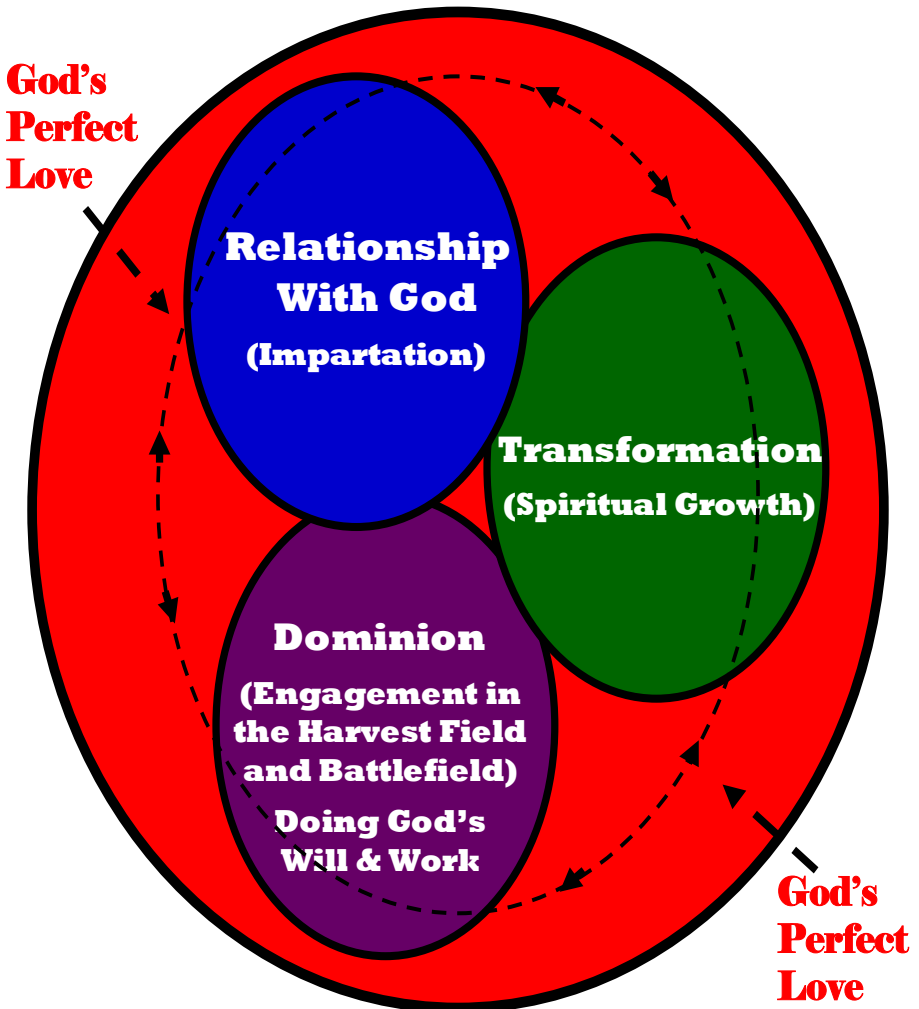 God's
Perfect
Love
Relationship
With God
(Impartation)
Transformation
(Spiritual Growth)
Dominion
(Engagement in
the Harvest Field
and Battlefield)
Doing God's
Will & Work
God's
Perfect
Love